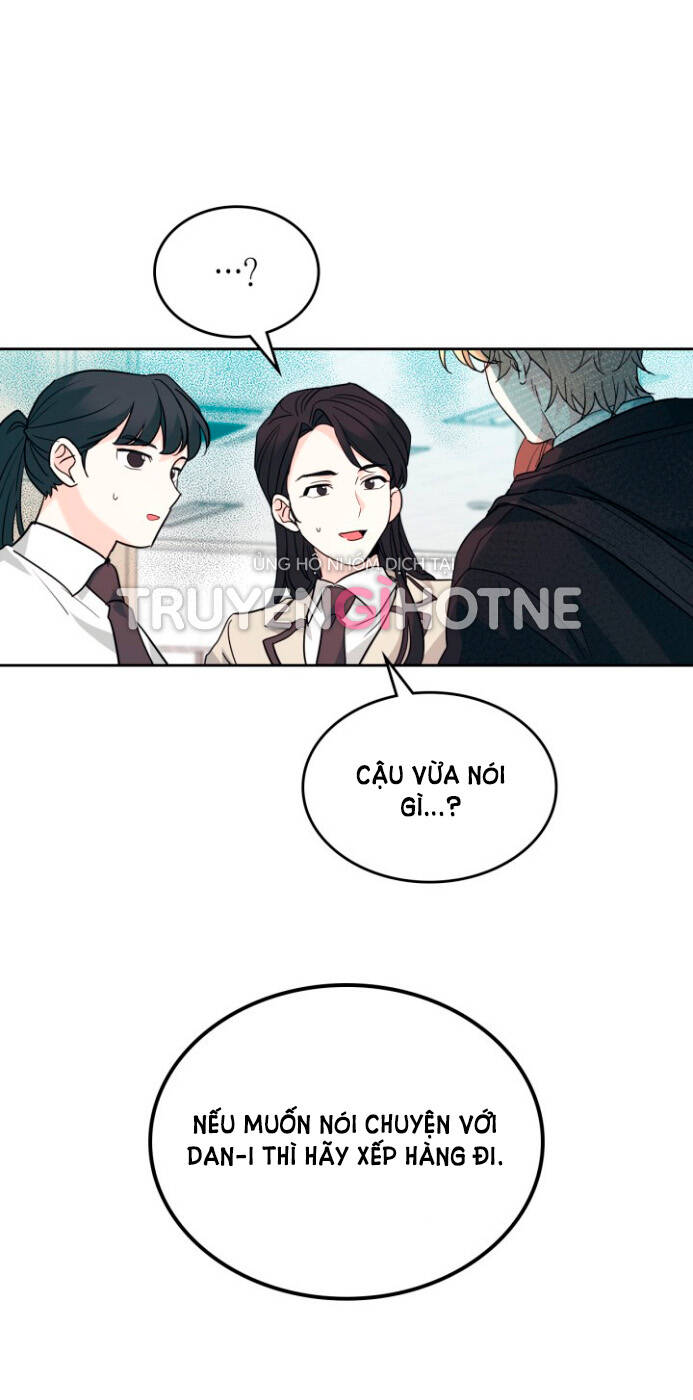 ...?
ỦNG HỘ NHÓM DỊCH TẠI
TRUYENGIHOTNE
CẬU VỪA NÓI
GÌ...?
NẾU MUỐN NÓI CHUYỆN VỚI
DAN-I THÌ HÃY XẾP HÀNG ĐI.